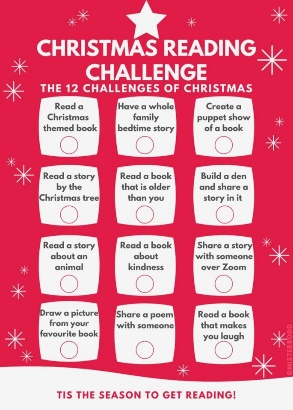 CHRISTMAS READING
CHALLENGE
THE 12 CHALLENGES OF CHRISTMAS
Read a
Christmas
themed book
Have a whole
family
bedtime story
Create a
puppet show
of a book
Read a story
by the
Christmas tree
Read a book
that is older
than you
Build a den
and share a
story in it
Read a story
about an
animal
Read a book
about
kindness
Share a story
with someone
over Zoom
Draw a picture
from your
favourite book
Share a poem
with someone
Read a book
that makes
you laugh
TIS THE SEASON TO GET READING!